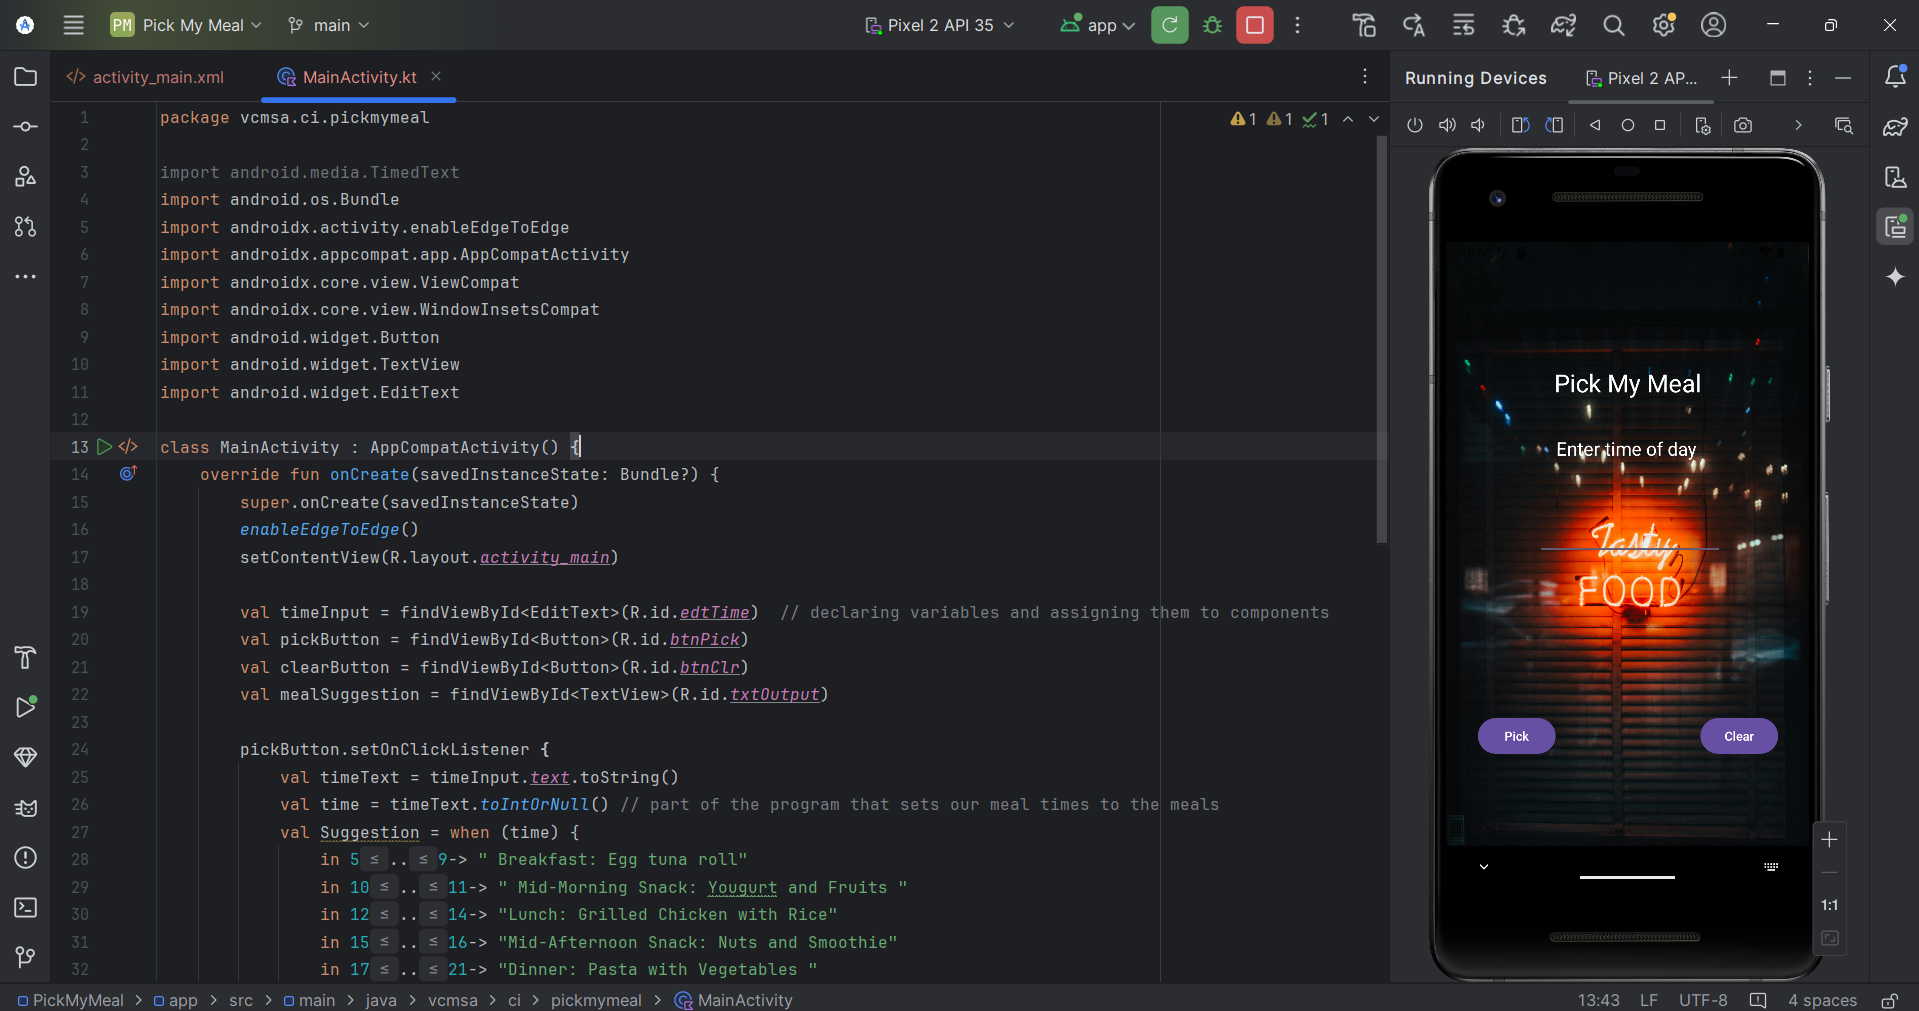 PM Pick My Meal main Pixel 2 API 35 app
activity_main.xml MainActivity.kt Running Devices Pixel 2 AP...
1 package vcmsa.ci.pickmymeal
1 1 1
2
3 import android.media.TimedText
4 import android.os.Bundle
5 import androidx.activity.enableEdgeToEdge
6 import androidx.appcompat.app.AppCompatActivity
7 import androidx.core.view.ViewCompat
8 import androidx.core.view.WindowInsetsCompat
9 import android.widget.Button
10 import android.widget.TextView
11 import android.widget.EditText
12
13 class MainActivity : AppCompatActivity() {
14 override fun onCreate(savedInstanceState: Bundle?) {
15 super.onCreate(savedInstanceState)
16 enableEdgeToEdge()
17 setContentView(R.layout.activity_main)
18
19 val timeInput = findViewById<EditText>(R.id.edtTime) // declaring variables and assigning them to components
20 val pickButton = findViewById<Button>(R.id.btnPick)
21 val clearButton = findViewById<Button>(R.id.btnClr)
22 val mealSuggestion = findViewById<TextView>(R.id.txtOutput)
23
24 pickButton.setOnClickListener {
25 val timeText = timeInput.text.toString()
26 val time = timeText.toIntOrNull() // part of the program that sets our meal times to the meals
27 val Suggestion = when (time) {
28 in 5 ≤ .. ≤ 9-> " Breakfast: Egg tuna roll"
29 in 10 ≤ .. ≤ 11-> " Mid-Morning Snack: Yougurt and Fruits "
30 in 12 ≤ .. ≤ 14-> "Lunch: Grilled Chicken with Rice"
31 in 15 ≤ .. ≤ 16-> "Mid-Afternoon Snack: Nuts and Smoothie"
32 in 17 ≤ .. ≤ 21-> "Dinner: Pasta with Vegetables "
Pick My Meal
Enter time of day
Tasty
FOOD
Pick Clear
1:1
PickMyMeal > app > src > main > java > vcmsa > ci > pickmymeal > MainActivity 13:43 LF UTF-8 4 spaces